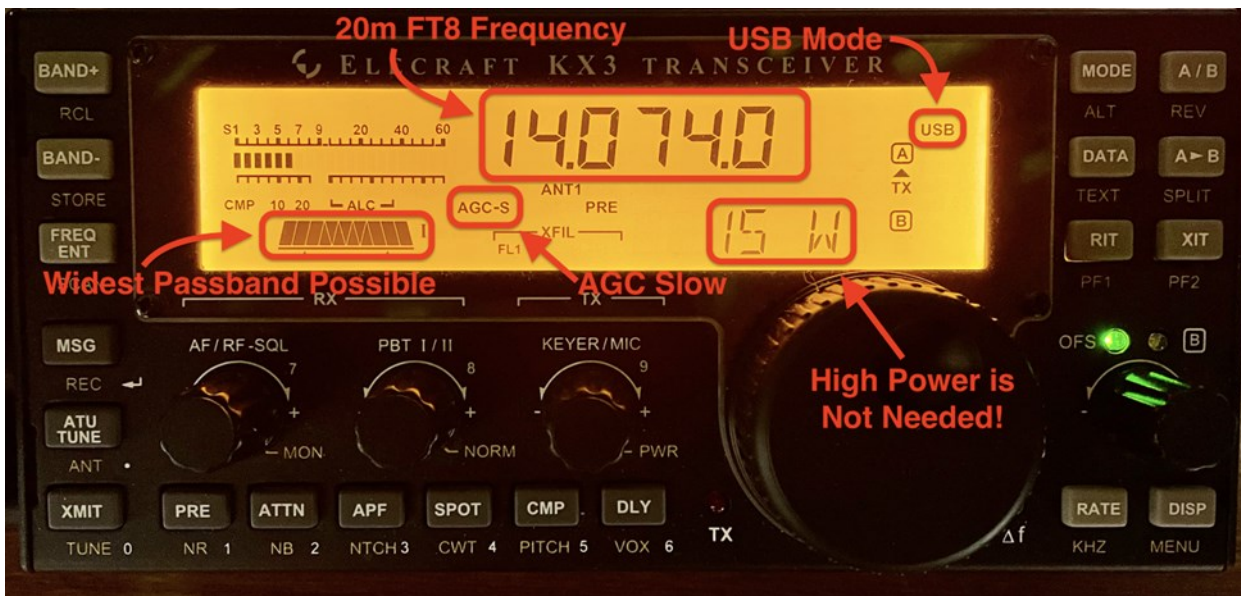 20m FT8 Frequency
USB Mode
ELECRAFT KX3 TRANSCEIVER
BAND+
RCL
BAND-
STORE
FREQ
ENT
S1 3 5 7 9 20 40 60
14.074.0
USB
A
TX
B
ANT1
PRE
CMP 10 20 ALC
AGC-S
XFIL
FL1
15 W
Widest Passband Possible
AGC Slow
High Power is
Not Needed!
MODE
A / B
ALT
REV
DATA
A►B
TEXT
SPLIT
RIT
XIT
PF1
PF2
RX
TX
MSG
REC
AF / RF -SQL
7
+
MON
PBT I / II
8
+
NORM
KEYER / MIC
9
-
+
- PWR
OFS
B
-
ATU
TUNE
ANT
XMIT
TUNE 0
PRE
NR 1
ATTN
NB 2
APF
NTCH 3
SPOT
CWT 4
CMP
PITCH 5
DLY
VOX 6
TX
Δf
RATE
KHZ
DISP
MENU